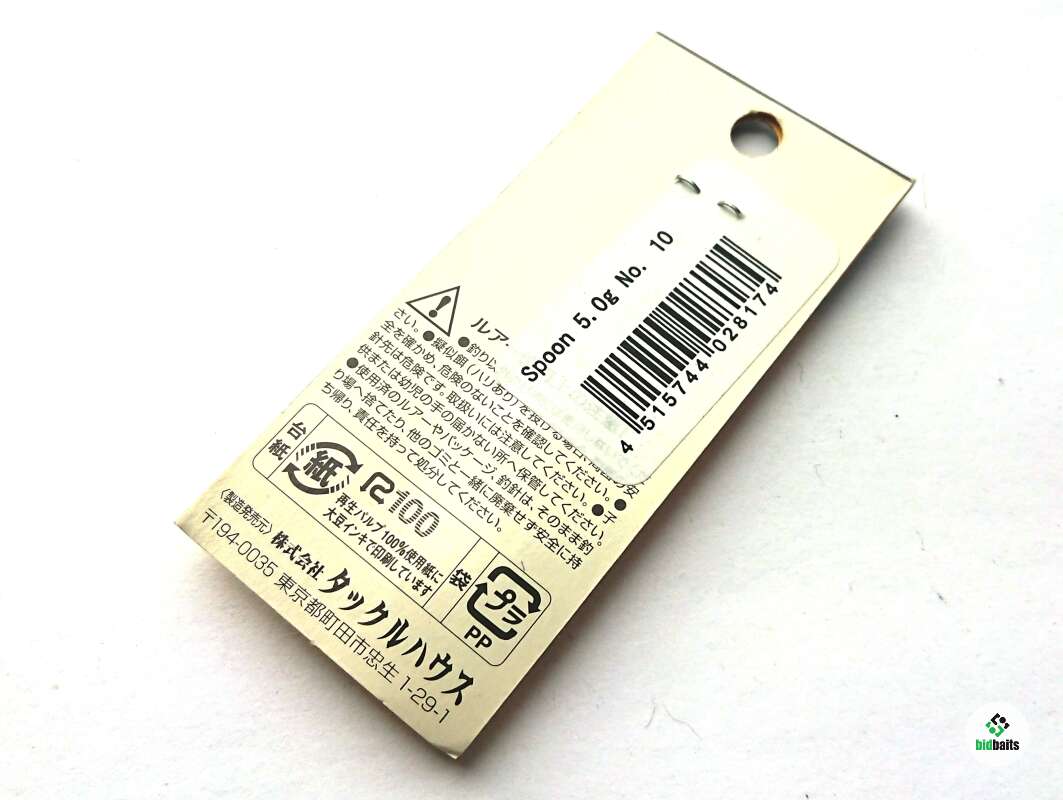 Spoon 5.0g No. 10
4 515744 028174
ルアー
●釣り以
さい。●擬似餌(ハリあり)を投げる場合、周囲の安
全を確かめ、危険のないことを確認してください。●
針先は危険です。取扱いには注意してください。●子
供または幼児の手の届かない所へ保管してください。
●使用済のルアーやパッケージ、釣針は、そのまま釣
り場へ捨てたり、他のゴミと一緒に廃棄せず安全に持
ち帰り、責任を持って処分してください。
台紙
紙
R100
再生パルプ100%使用紙に
大豆インキで印刷しています
袋
プラ
PP
〈製造発売元〉株式会社 タックルハウス
〒194-0035 東京都町田市忠生1-29-1
bidbaits